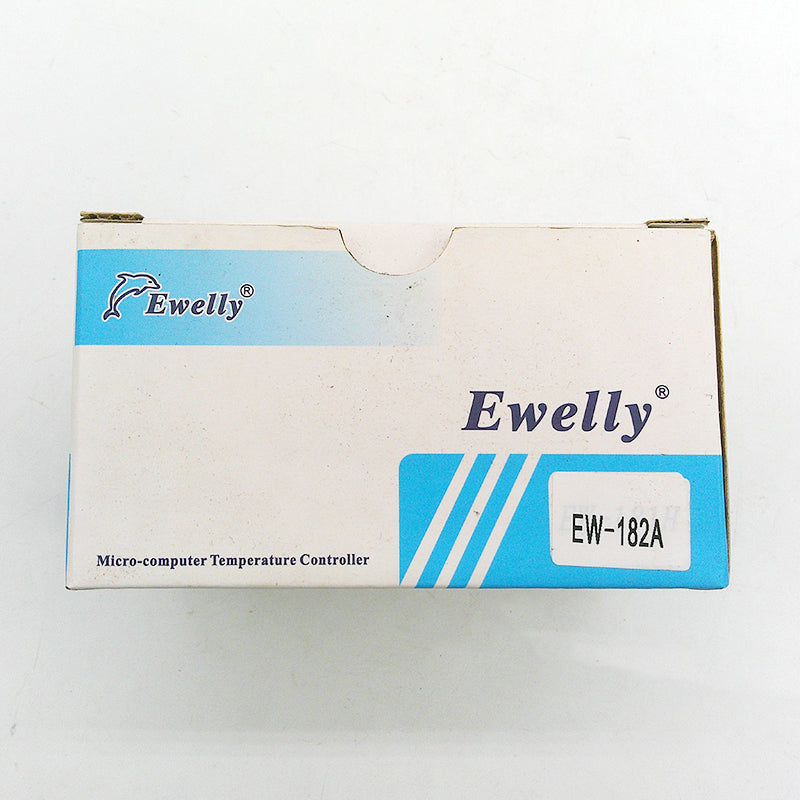 Ewelly®
Ewelly®
EW-182A
Micro-computer Temperature Controller